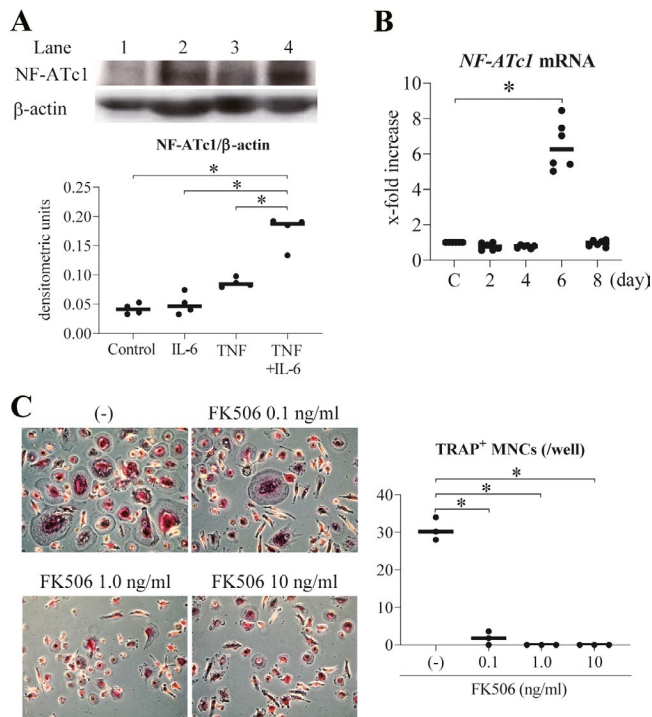 A
Lane 1 2 3 4
NF-ATc1
β-actin
NF-ATc1/β-actin
*
*
*
0.25
0.20
0.15
0.10
0.05
0.00
densitometric units
Control IL-6 TNF TNF
+IL-6
B
NF-ATc1 mRNA
*
10
8
6
4
2
0
x-fold increase
C 2 4 6 8 (day)
C
(-) FK506 0.1 ng/ml
FK506 1.0 ng/ml FK506 10 ng/ml
TRAP+ MNCs (/well)
*
*
*
40
30
20
10
0
(-) 0.1 1.0 10
FK506 (ng/ml)